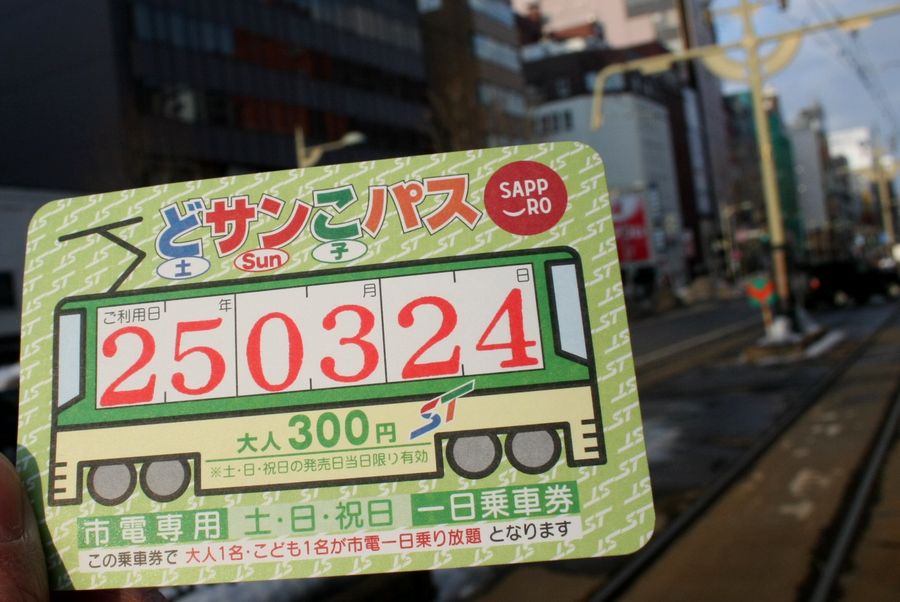 どサンこパス
土 Sun 子
SAPP
RO
ご利用日 年 月 日
250324
大人300円
ST
※土・日・祝日の発売日当日限り有効
市電専用 土・日・祝日 一日乗車券
この乗車券で 大人1名・こども1名が市電一日乗り放題 となります